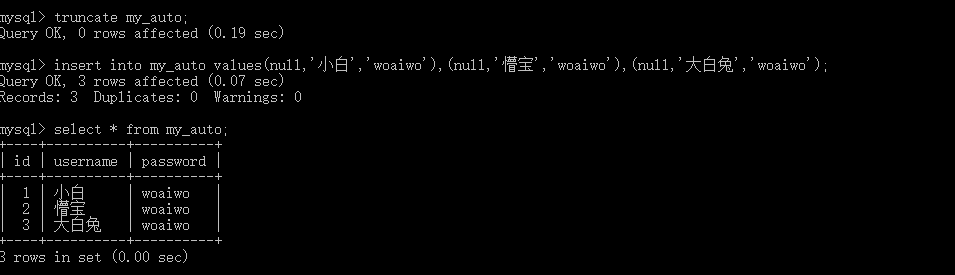 mysql> truncate my_auto;
Query OK, 0 rows affected (0.19 sec)
mysql> insert into my_auto values(null,'小白','woaiwo'),(null,'懵宝','woaiwo'),(null,'大白兔','woaiwo');
Query OK, 3 rows affected (0.07 sec)
Records: 3  Duplicates: 0  Warnings: 0
mysql> select * from my_auto;
+----+----------+----------+
| id | username | password |
+----+----------+----------+
|  1 | 小白     | woaiwo   |
|  2 | 懵宝     | woaiwo   |
|  3 | 大白兔   | woaiwo   |
+----+----------+----------+
3 rows in set (0.00 sec)